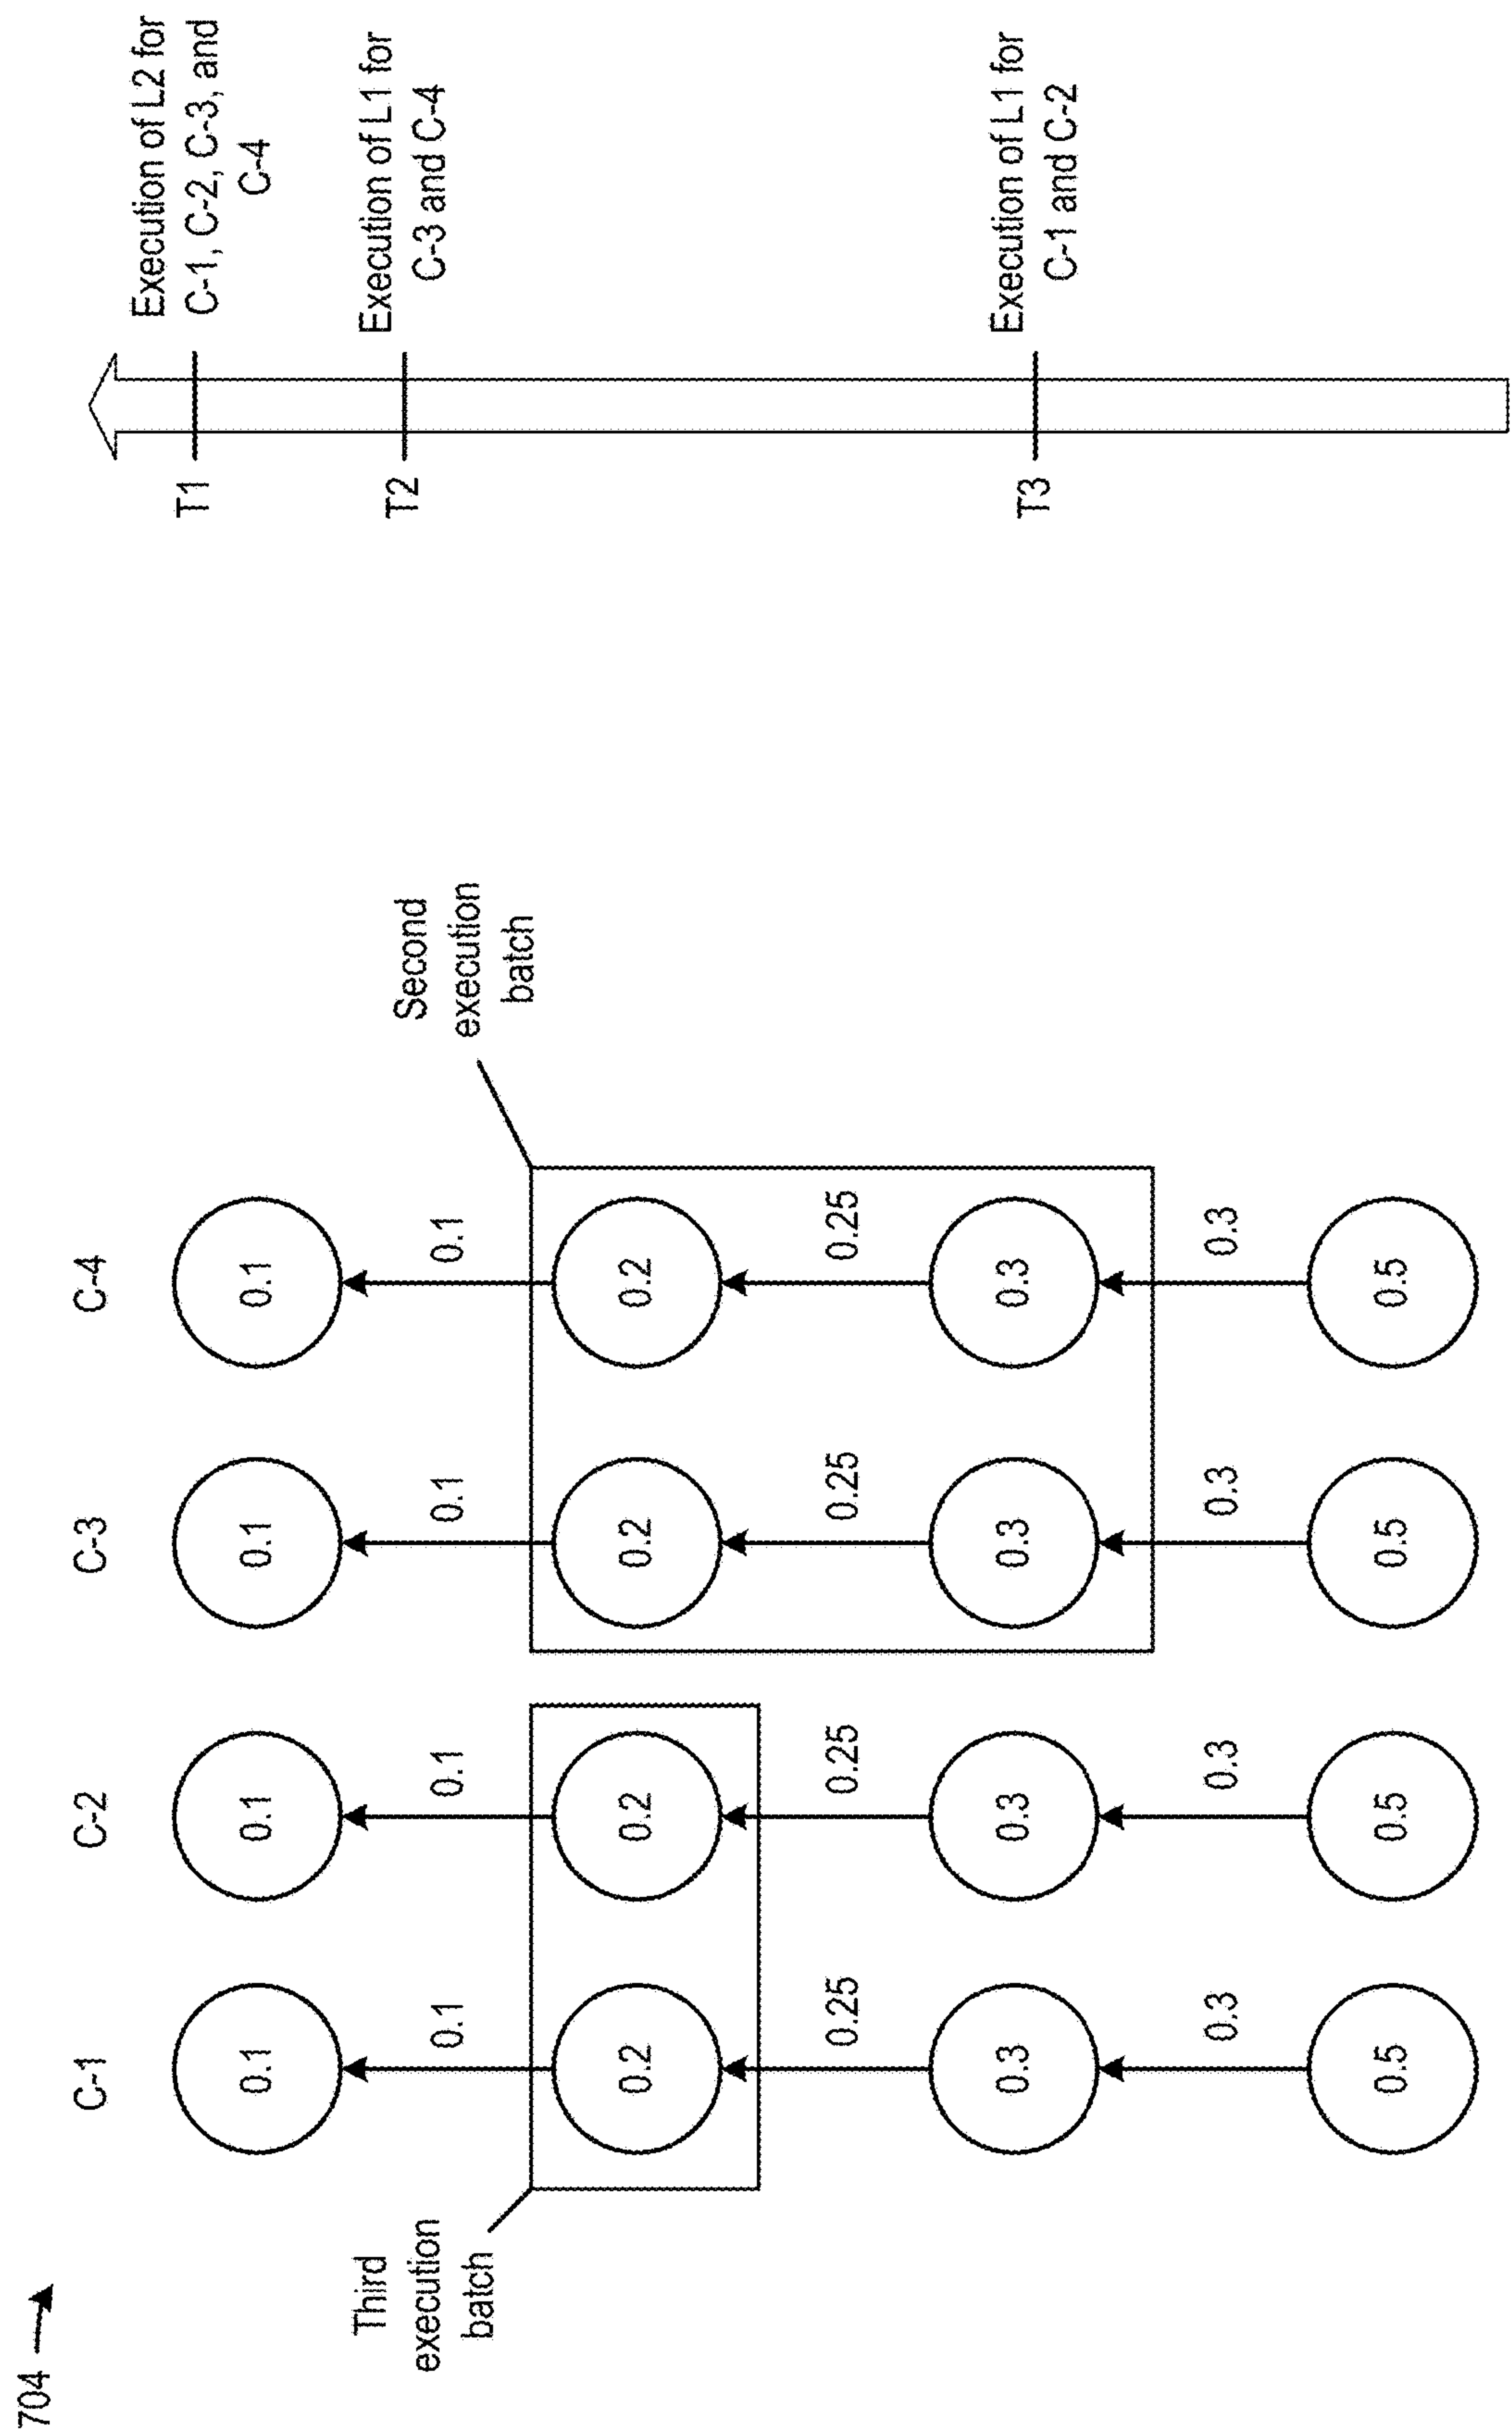 704
C-1
C-2
C-3
C-4
0.1
0.1
0.1
0.1
Third
execution
batch
0.1
0.1
0.1
0.1
Second
execution
batch
0.2
0.2
0.2
0.2
0.25
0.25
0.25
0.25
0.3
0.3
0.3
0.3
0.3
0.3
0.3
0.3
0.5
0.5
0.5
0.5
T1
Execution of L2 for
C-1, C-2, C-3, and
C-4
T2
Execution of L1 for
C-3 and C-4
T3
Execution of L1 for
C-1 and C-2